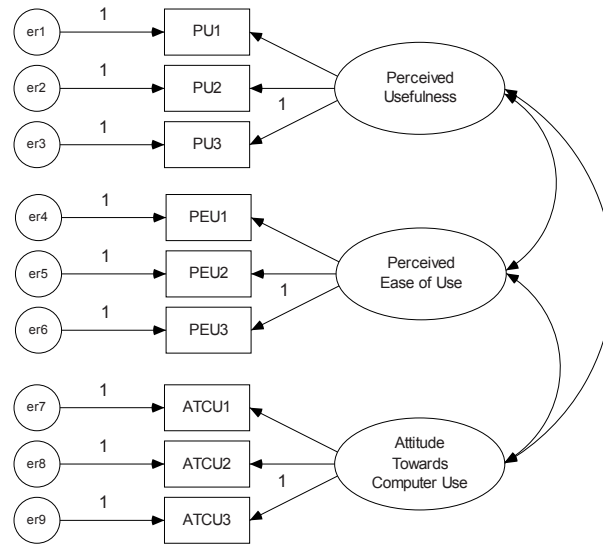 er1
1
PU1
er2
1
PU2
er3
1
PU3
1
Perceived
Usefulness
er4
1
PEU1
er5
1
PEU2
er6
1
PEU3
1
Perceived
Ease of Use
er7
1
ATCU1
er8
1
ATCU2
er9
1
ATCU3
1
Attitude
Towards
Computer Use